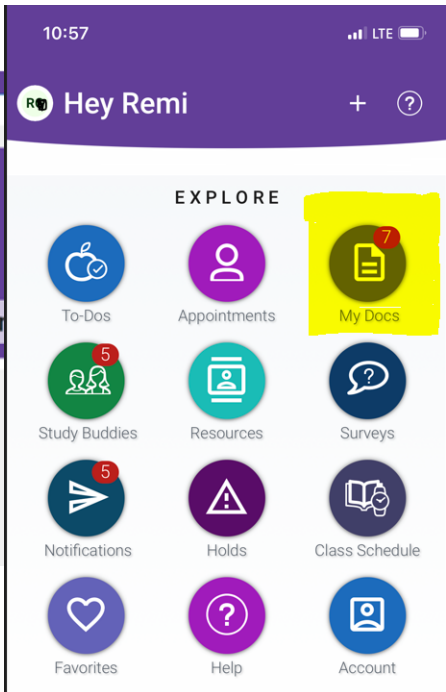 10:57 LTE
Hey Remi + ?
EXPLORE
7
To-Dos Appointments My Docs
5 ?
Study Buddies Resources Surveys
5
Notifications Holds Class Schedule
?
Favorites Help Account